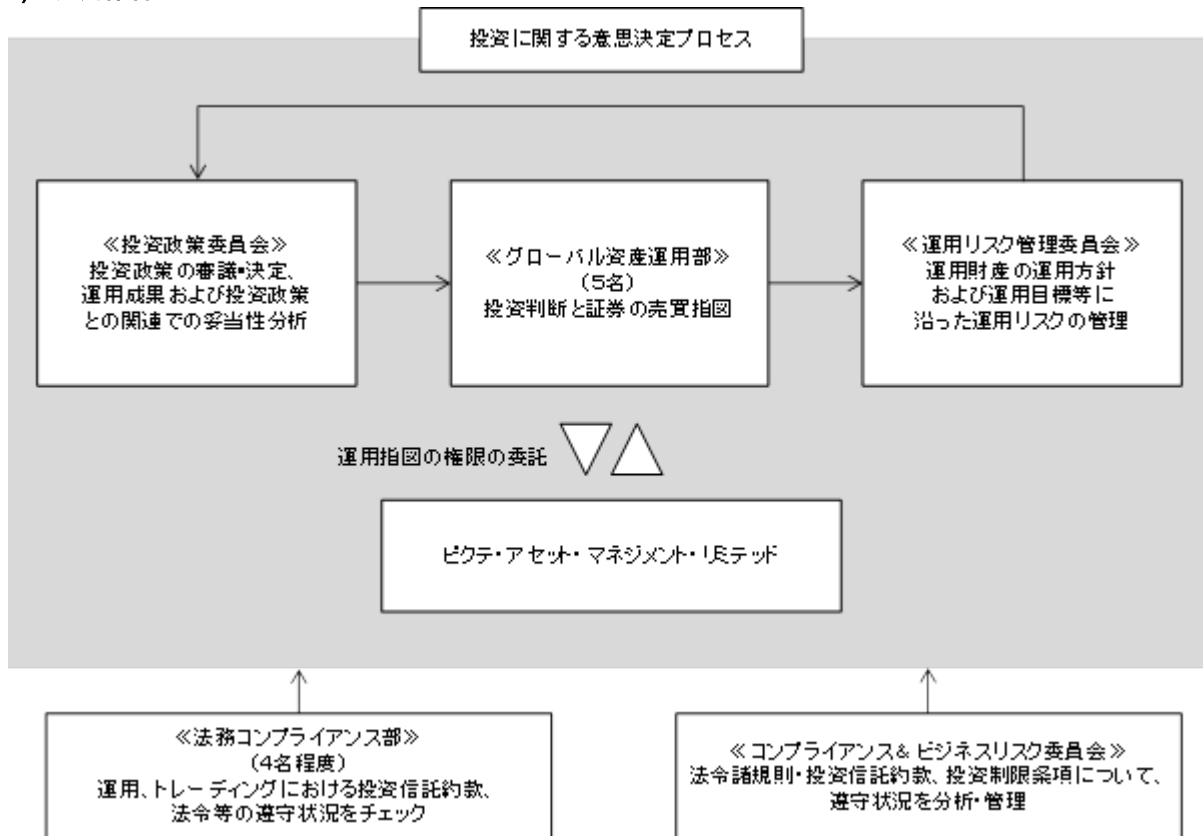 投資に関する意思決定プロセス
≪投資政策委員会≫
投資政策の審議・決定、
運用成果および投資政策
との関連での妥当性分析
≪グローバル資産運用部≫
(5名)
投資判断と証券の売買指図
≪運用リスク管理委員会≫
運用財産の運用方針
および運用目標等に
沿った運用リスクの管理
運用指図の権限の委託
ピクテ・アセット・マネジメント・リミテッド
≪法務コンプライアンス部≫
(4名程度)
運用、トレーディングにおける投資信託約款、
法令等の遵守状況をチェック
≪コンプライアンス&ビジネスリスク委員会≫
法令諸規則・投資信託約款、投資制限条項について、
遵守状況を分析・管理